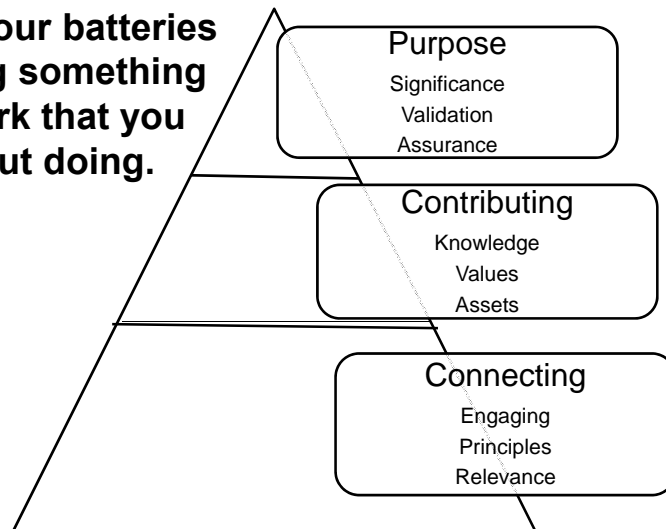 our batteries
g something
rk that you
ut doing.
Purpose
Significance
Validation
Assurance
Contributing
Knowledge
Values
Assets
Connecting
Engaging
Principles
Relevance